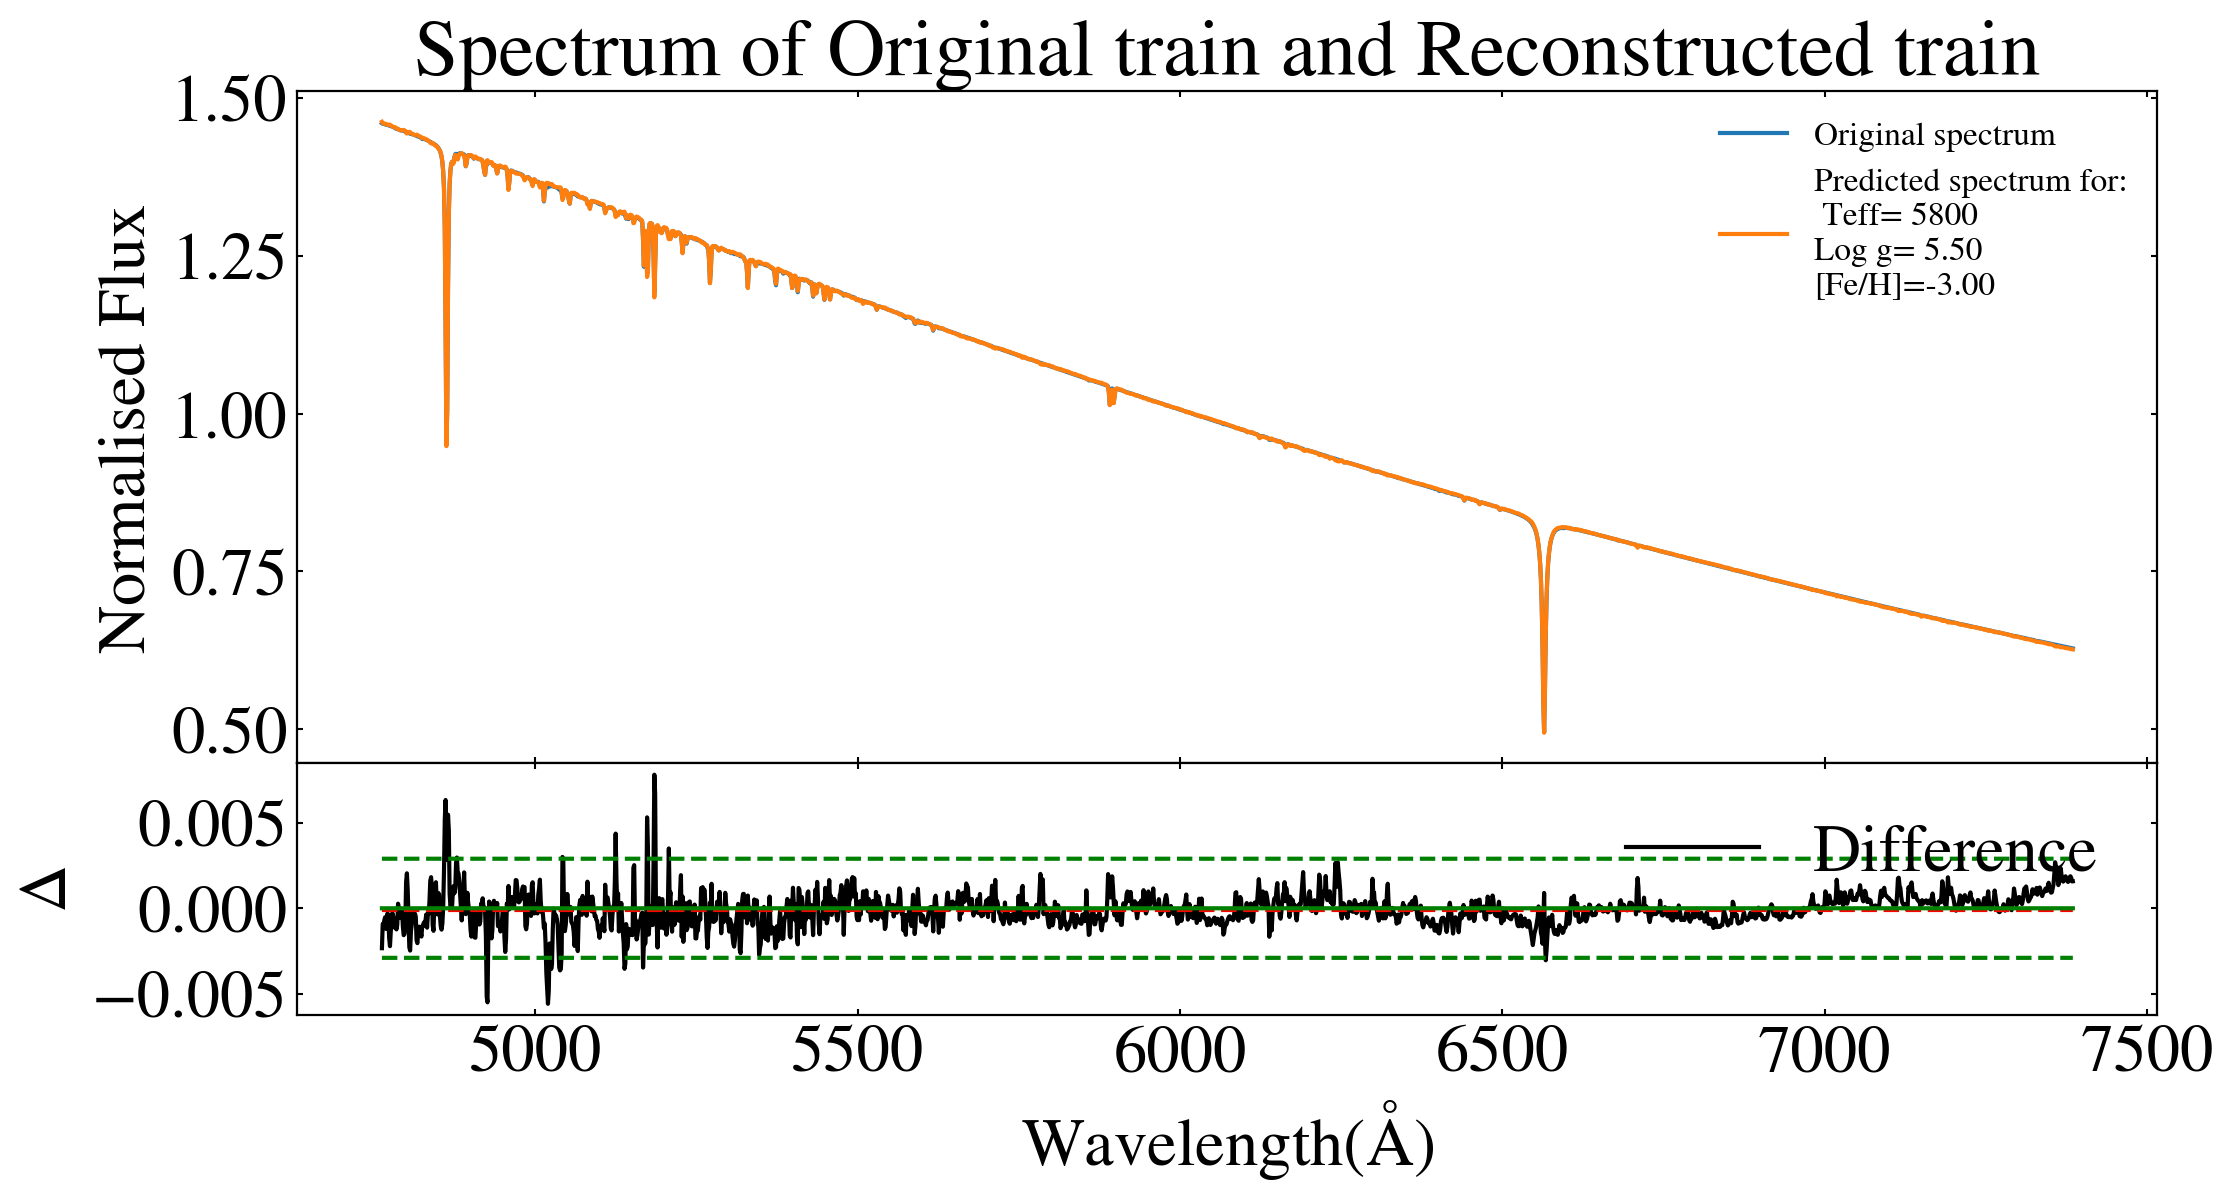 Spectrum of Original train and Reconstructed train
1.50
1.25
1.00
0.75
0.50
Normalised Flux
Original spectrum
Predicted spectrum for:
Teff= 5800
Log g= 5.50
[Fe/H]=-3.00
0.005
0.000
−0.005
Δ
Difference
5000 5500 6000 6500 7000 7500
Wavelength(Å)